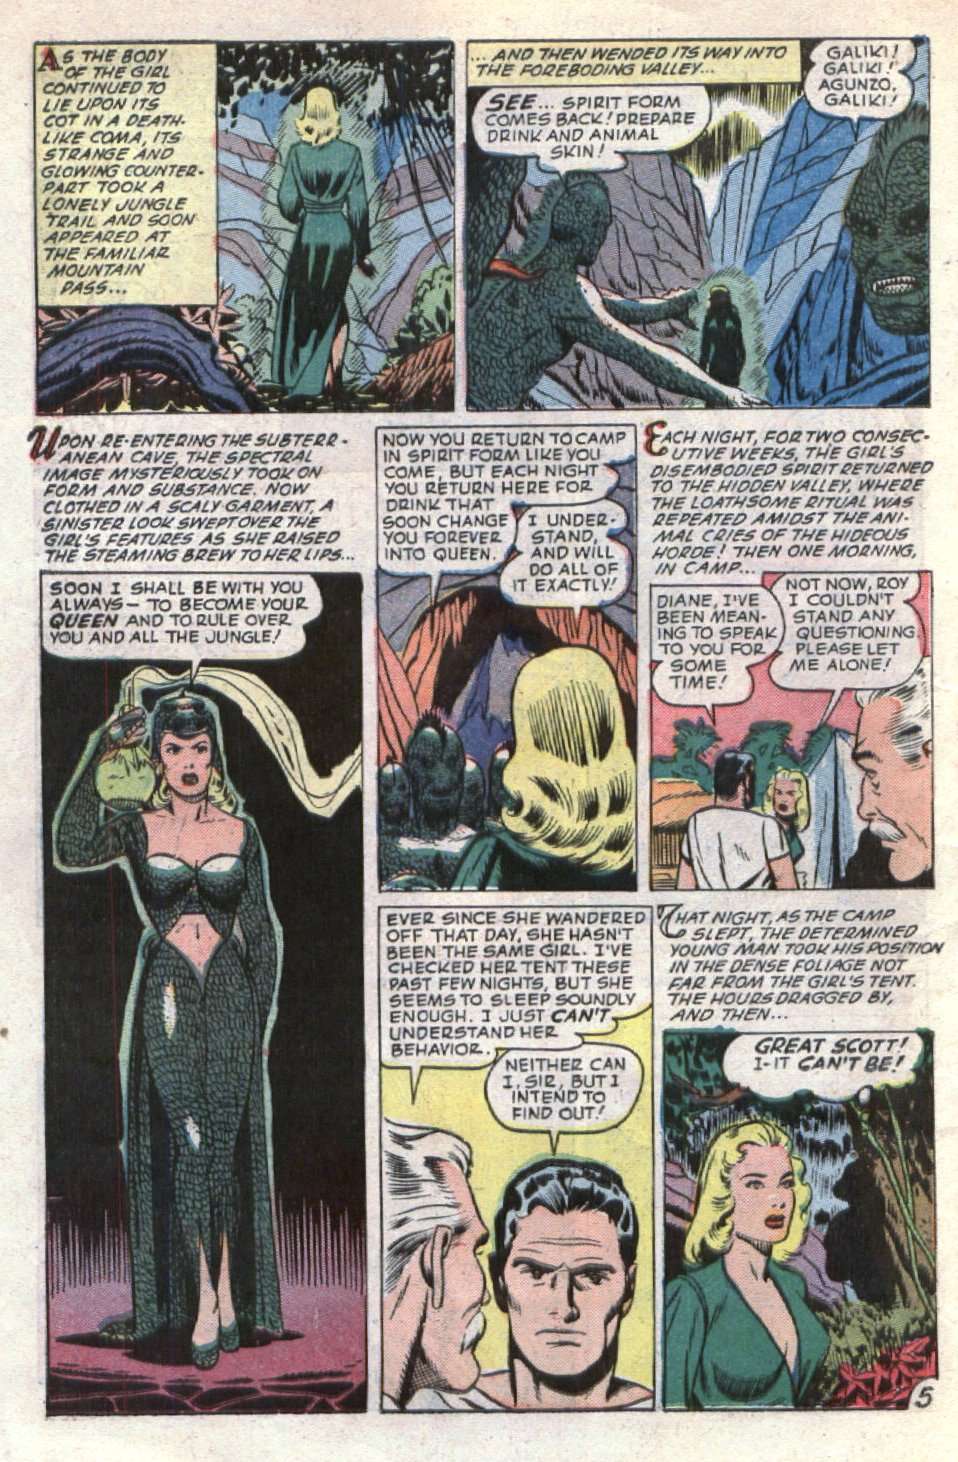 AS THE BODY
OF THE GIRL
CONTINUED TO
LIE UPON ITS
COT IN A DEATH-
LIKE COMA, ITS
STRANGE AND
GLOWING COUNTER-
PART TOOK A
LONELY JUNGLE
TRAIL AND SOON
APPEARED AT
THE FAMILIAR
MOUNTAIN
PASS...
... AND THEN WENDED ITS WAY INTO
THE FOREBODING VALLEY...
SEE... SPIRIT FORM
COMES BACK! PREPARE
DRINK AND ANIMAL
SKIN!
GALIKI!
GALIKI!
AGUNZO,
GALIKI!
UPON RE-ENTERING THE SUBTERR-
ANEAN CAVE, THE SPECTRAL
IMAGE MYSTERIOUSLY TOOK ON
FORM AND SUBSTANCE. NOW
CLOTHED IN A SCALY GARMENT, A
SINISTER LOOK SWEPT OVER THE
GIRL'S FEATURES AS SHE RAISED
THE STEAMING BREW TO HER LIPS...
SOON I SHALL BE WITH YOU
ALWAYS- TO BECOME YOUR
QUEEN AND TO RULE OVER
YOU AND ALL THE JUNGLE!
NOW YOU RETURN TO CAMP
IN SPIRIT FORM LIKE YOU
COME, BUT EACH NIGHT
YOU RETURN HERE FOR
DRINK THAT
SOON CHANGE
YOU FOREVER
INTO QUEEN.
I UNDER-
STAND,
AND WILL
DO ALL OF
IT EXACTLY!
EACH NIGHT, FOR TWO CONSEC-
UTIVE WEEKS, THE GIRL'S
DISEMBODIED SPIRIT RETURNED
TO THE HIDDEN VALLEY, WHERE
THE LOATHSOME RITUAL WAS
REPEATED AMIDST THE ANI-
MAL CRIES OF THE HIDEOUS
HORDE! THEN ONE MORNING,
IN CAMP...
DIANE, I'VE
BEEN MEAN-
ING TO SPEAK
TO YOU FOR
SOME
TIME!
NOT NOW, ROY
I COULDN'T
STAND ANY
QUESTIONING.
PLEASE LET
ME ALONE!
EVER SINCE SHE WANDERED
OFF THAT DAY, SHE HASN'T
BEEN THE SAME GIRL. I'VE
CHECKED HER TENT THESE
PAST FEW NIGHTS, BUT SHE
SEEMS TO SLEEP SOUNDLY
ENOUGH. I JUST CAN'T
UNDERSTAND HER
BEHAVIOR.
NEITHER CAN
I, SIR, BUT I
INTEND TO
FIND OUT!
THAT NIGHT, AS THE CAMP
SLEPT, THE DETERMINED
YOUNG MAN TOOK HIS POSITION
IN THE DENSE FOLIAGE NOT
FAR FROM THE GIRL'S TENT.
THE HOURS DRAGGED BY,
AND THEN...
GREAT SCOTT!
I-IT CAN'T BE!
5